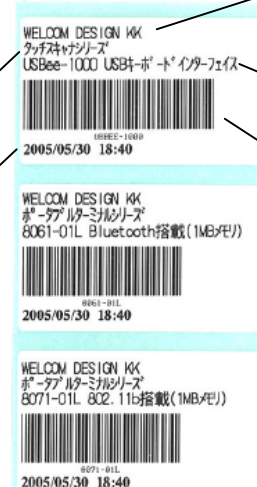 WELCOM DESIGN KK
タッチスキャナシリーズ
USBee-1000 USBキーボードインターフェイス
USBEE-1000
2005/05/30 18:40
WELCOM DESIGN KK
ポータブルターミナルシリーズ
8061-01L Bluetooth搭載(1MBメモリ)
8061-01L
2005/05/30 18:40
WELCOM DESIGN KK
ポータブルターミナルシリーズ
8071-01L 802.11b搭載(1MBメモリ)
8071-01L
2005/05/30 18:40